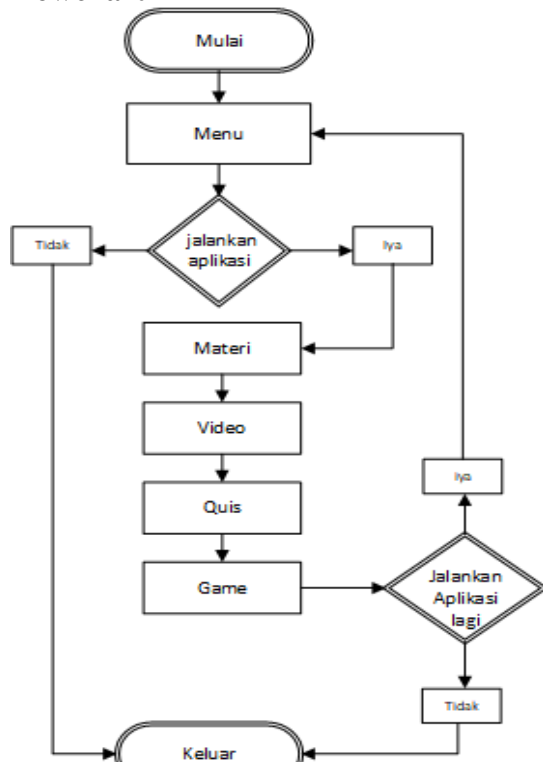 Mulai
Menu
jalankan
aplikasi
Tidak
Iya
Materi
Video
Quis
Game
Iya
Jalankan
Aplikasi
lagi
Tidak
Keluar